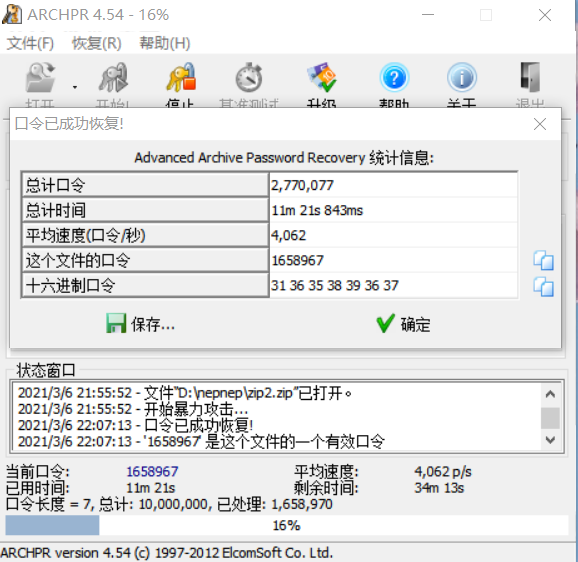 ARCHPR 4.54 - 16%
文件(F) 恢复(R) 帮助(H)
打开 开始! 停止 基准测试 升级 帮助 关于 退出
口令已成功恢复!
Advanced Archive Password Recovery 统计信息:
总计口令 2,770,077
总计时间 11m 21s 843ms
平均速度(口令/秒) 4,062
这个文件的口令 1658967
十六进制口令 31 36 35 38 39 36 37
保存... 确定
状态窗口
2021/3/6 21:55:52 - 文件"D:\nepnep\zip2.zip"已打开。
2021/3/6 21:55:52 - 开始暴力攻击...
2021/3/6 22:07:13 - 口令已成功恢复!
2021/3/6 22:07:13 - '1658967' 是这个文件的一个有效口令
当前口令: 1658967 平均速度: 4,062 p/s
已用时间: 11m 21s 剩余时间: 34m 13s
口令长度 = 7, 总计: 10,000,000, 已处理: 1,658,970
16%
ARCHPR version 4.54 (c) 1997-2012 ElcomSoft Co. Ltd.